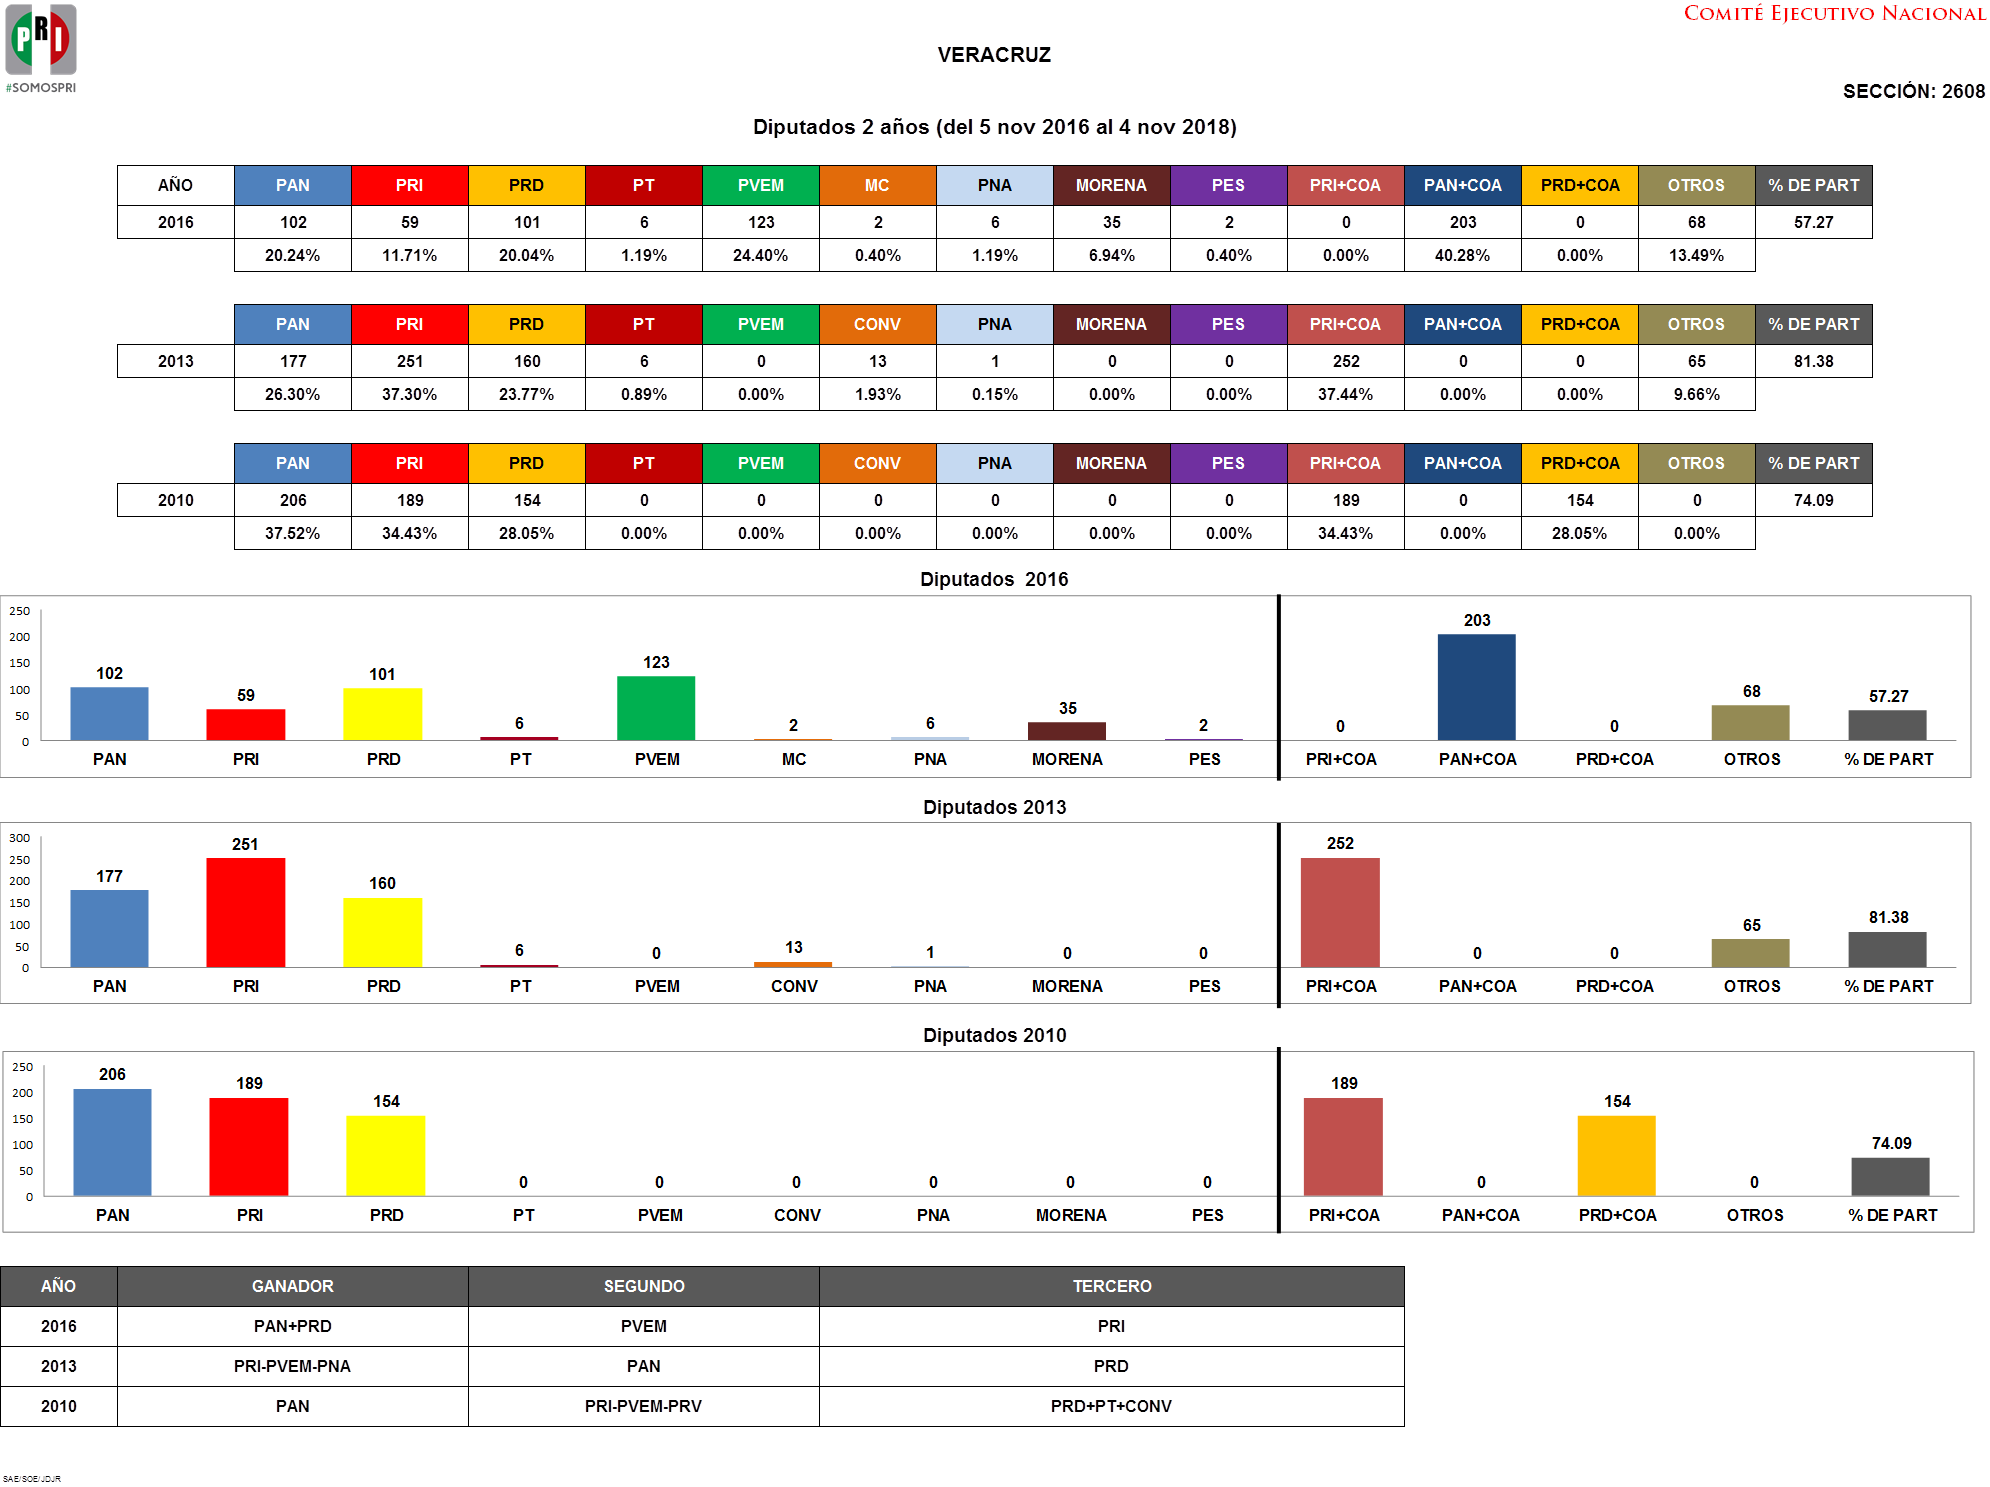 PRI
#SOMOSPRI
COMITÉ EJECUTIVO NACIONAL
VERACRUZ
SECCIÓN: 2608
Diputados 2 años (del 5 nov 2016 al 4 nov 2018)
AÑO PAN PRI PRD PT PVEM MC PNA MORENA PES PRI+COA PAN+COA PRD+COA OTROS % DE PART
2016 102 59 101 6 123 2 6 35 2 0 203 0 68 57.27
20.24% 11.71% 20.04% 1.19% 24.40% 0.40% 1.19% 6.94% 0.40% 0.00% 40.28% 0.00% 13.49%
PAN PRI PRD PT PVEM CONV PNA MORENA PES PRI+COA PAN+COA PRD+COA OTROS % DE PART
2013 177 251 160 6 0 13 1 0 0 252 0 0 65 81.38
26.30% 37.30% 23.77% 0.89% 0.00% 1.93% 0.15% 0.00% 0.00% 37.44% 0.00% 0.00% 9.66%
PAN PRI PRD PT PVEM CONV PNA MORENA PES PRI+COA PAN+COA PRD+COA OTROS % DE PART
2010 206 189 154 0 0 0 0 0 0 189 0 154 0 74.09
37.52% 34.43% 28.05% 0.00% 0.00% 0.00% 0.00% 0.00% 0.00% 34.43% 0.00% 28.05% 0.00%
Diputados 2016
250
200
150
100
50
0
102 59 101 6 123 2 6 35 2 0 203 0 68 57.27
PAN PRI PRD PT PVEM MC PNA MORENA PES PRI+COA PAN+COA PRD+COA OTROS % DE PART
Diputados 2013
300
250
200
150
100
50
0
177 251 160 6 0 13 1 0 0 252 0 0 65 81.38
PAN PRI PRD PT PVEM CONV PNA MORENA PES PRI+COA PAN+COA PRD+COA OTROS % DE PART
Diputados 2010
250
200
150
100
50
0
206 189 154 0 0 0 0 0 0 189 0 154 0 74.09
PAN PRI PRD PT PVEM CONV PNA MORENA PES PRI+COA PAN+COA PRD+COA OTROS % DE PART
AÑO GANADOR SEGUNDO TERCERO
2016 PAN+PRD PVEM PRI
2013 PRI-PVEM-PNA PAN PRD
2010 PAN PRI-PVEM-PRV PRD+PT+CONV
SAE/SOE/JDJR